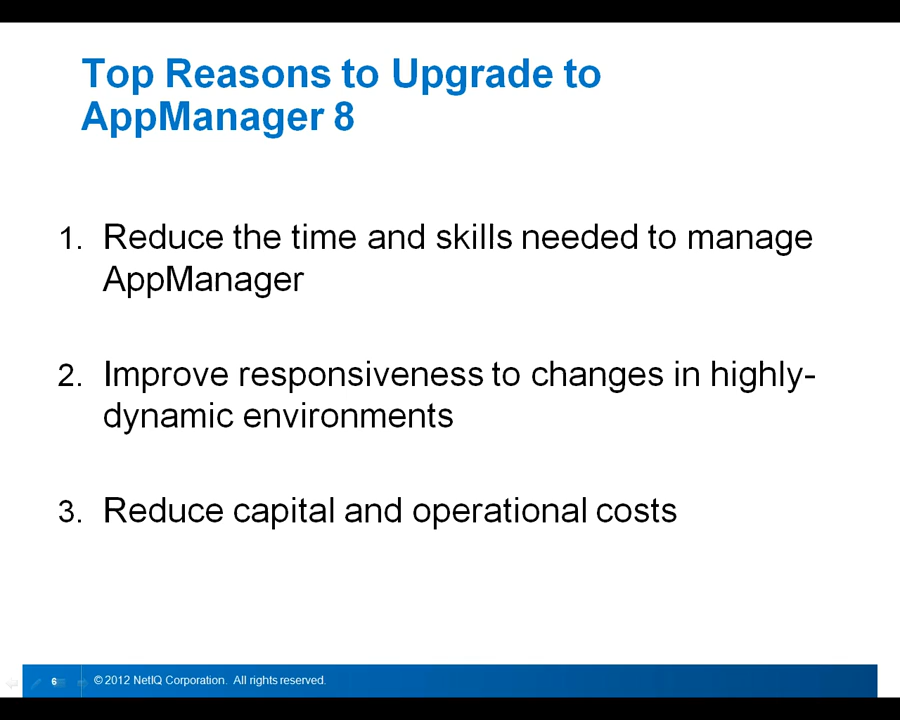 Top Reasons to Upgrade to
AppManager 8
1. Reduce the time and skills needed to manage
AppManager
2. Improve responsiveness to changes in highly-
dynamic environments
3. Reduce capital and operational costs
6 © 2012 NetIQ Corporation. All rights reserved.